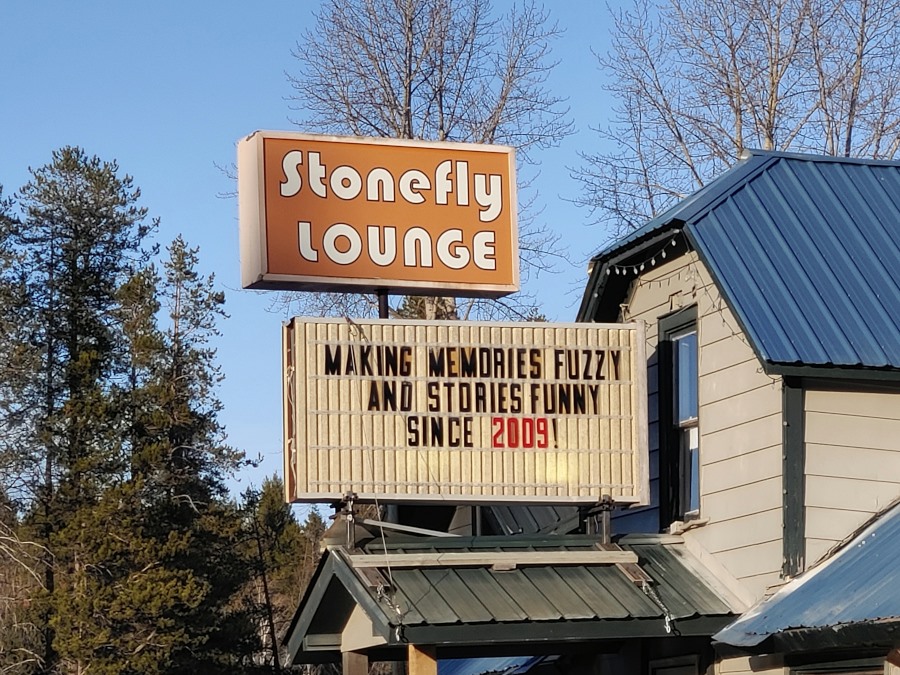 Stonefly
LOUNGE
MAKING MEMORIES FUZZY
AND STORIES FUNNY
SINCE 2009!